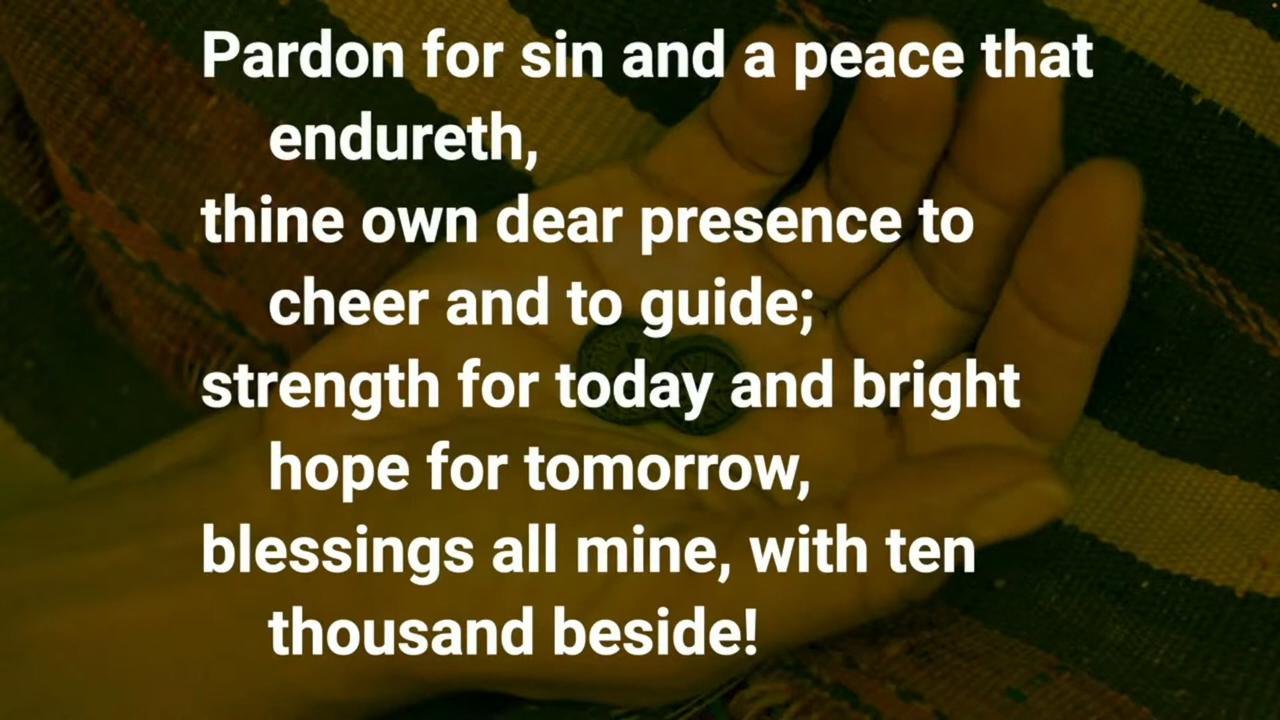 Pardon for sin and a peace that
endureth,
thine own dear presence to
cheer and to guide;
strength for today and bright
hope for tomorrow,
blessings all mine, with ten
thousand beside!